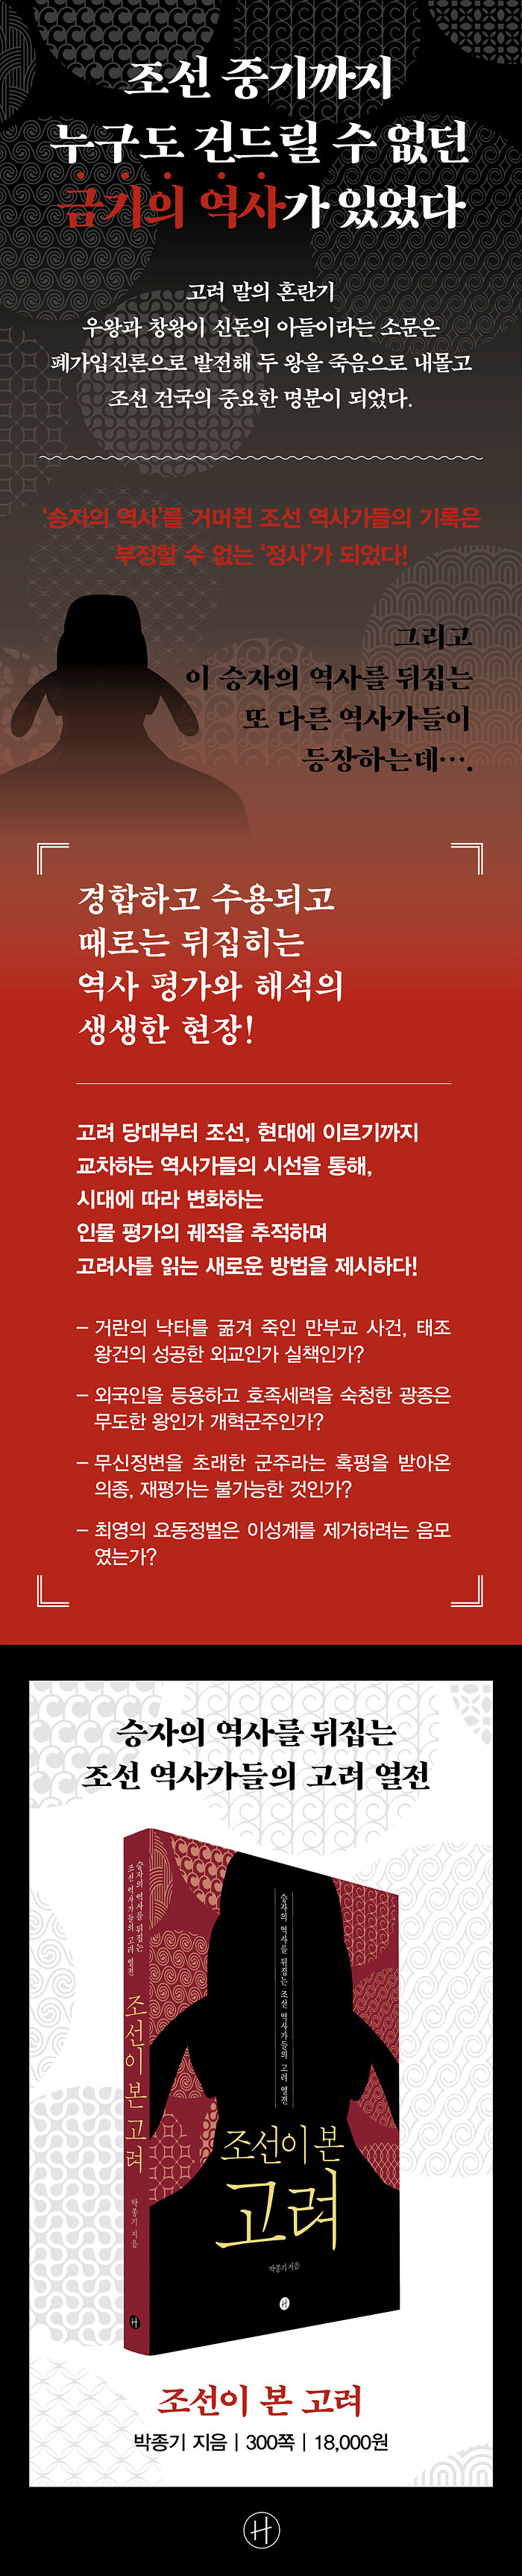 조선 중기까지
누구도 건드릴 수 없던
금기의 역사가 있었다
고려 말의 혼란기
우왕과 창왕이 신돈의 아들이라는 소문은
폐가입진론으로 발전해 두 왕을 죽음으로 내몰고
조선 건국의 중요한 명분이 되었다.
‘승자의 역사’를 거머쥔 조선 역사가들의 기록은
부정할 수 없는 ‘정사’가 되었다!
그리고
이 승자의 역사를 뒤집는
또 다른 역사가들이
등장하는데….
경합하고 수용되고
때로는 뒤집히는
역사 평가와 해석의
생생한 현장!
고려 당대부터 조선, 현대에 이르기까지
교차하는 역사가들의 시선을 통해,
시대에 따라 변화하는
인물 평가의 궤적을 추적하며
고려사를 읽는 새로운 방법을 제시하다!
– 거란의 낙타를 굶겨 죽인 만부교 사건, 태조
왕건의 성공한 외교인가 실책인가?
– 외국인을 등용하고 호족세력을 숙청한 광종은
무도한 왕인가 개혁군주인가?
– 무신정변을 초래한 군주라는 혹평을 받아온
의종, 재평가는 불가능한 것인가?
– 최영의 요동정벌은 이성계를 제거하려는 음모
였는가?
승자의 역사를 뒤집는
조선 역사가들의 고려 열전
승자의 역사를 뒤집는
조선 역사가들의 고려 열전
조선이 본 고려
박종기 지음
승자의 역사를 뒤집는 조선 역사가들의 고려 열전
조선이 본
고려
박종기 지음
조선이 본 고려
박종기 지음 | 300쪽 | 18,000원